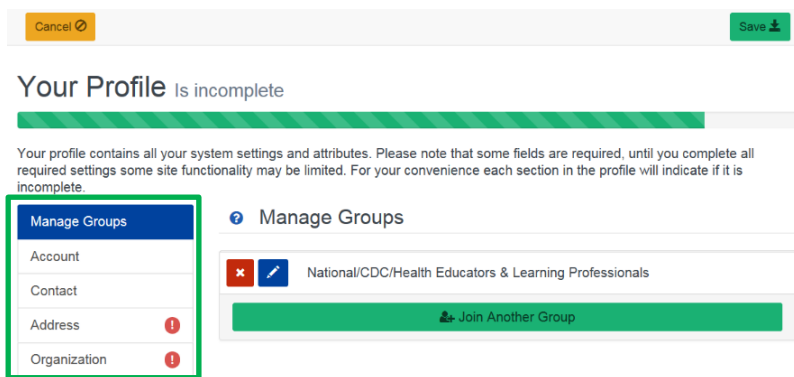 Cancel
Save
Your Profile Is incomplete
Your profile contains all your system settings and attributes. Please note that some fields are required, until you complete all
required settings some site functionality may be limited. For your convenience each section in the profile will indicate if it is
incomplete.
Manage Groups
Account
Contact
Address
Organization
Manage Groups
National/CDC/Health Educators & Learning Professionals
Join Another Group